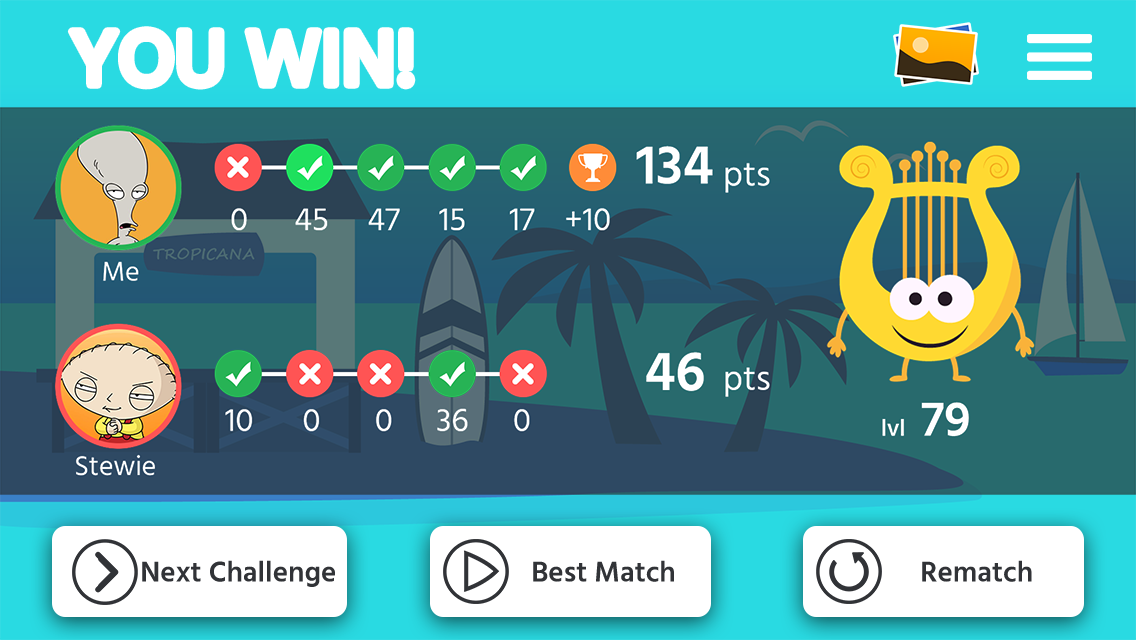 YOU WIN!
0 45 47 15 17 +10
134 pts
Me
TROPICANA
10 0 0 36 0
46 pts
Stewie
lvl 79
Next Challenge
Best Match
Rematch